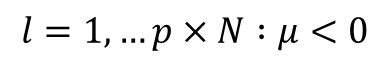 𝑙 = 1, … 𝑝 × 𝑁 : 𝜇 < 0